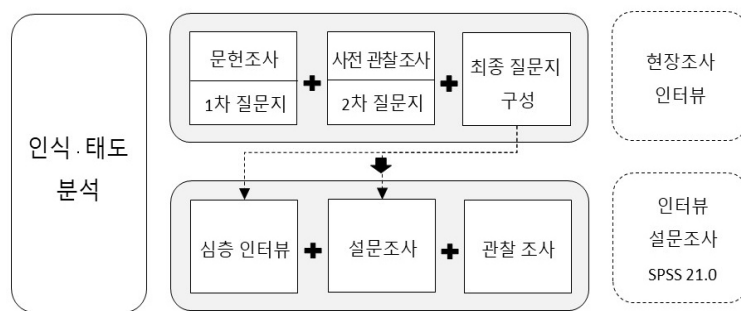 인식 . 태도
분석
문헌조사
1차 질문지
사전 관찰 조사
2차 질문지
최종 질문지
구성
현장조사
인터뷰
심층 인터뷰
설문조사
관찰 조사
인터뷰
설문조사
SPSS 21.0